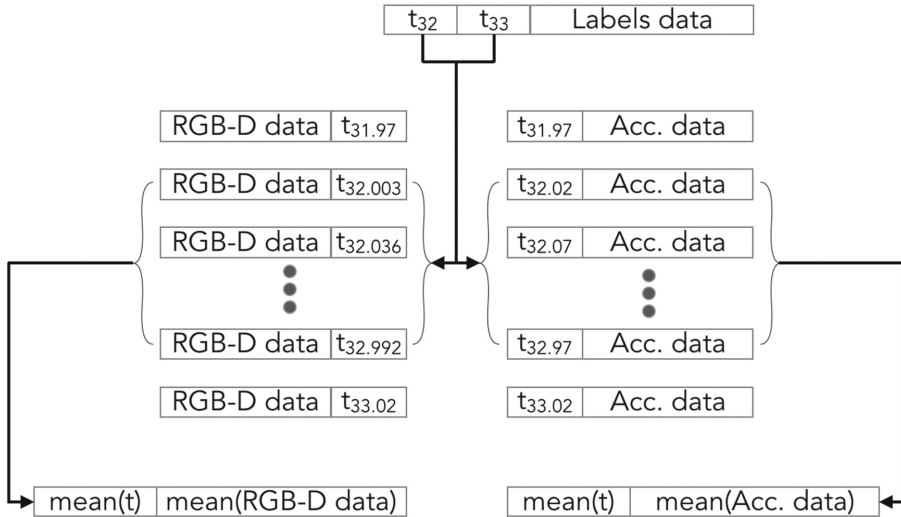 t32 t33 Labels data
RGB-D data t31.97 t31.97 Acc. data
RGB-D data t32.003 t32.02 Acc. data
RGB-D data t32.036 t32.07 Acc. data
RGB-D data t32.992 t32.97 Acc. data
RGB-D data t33.02 t33.02 Acc. data
mean(t) mean(RGB-D data) mean(t) mean(Acc. data)